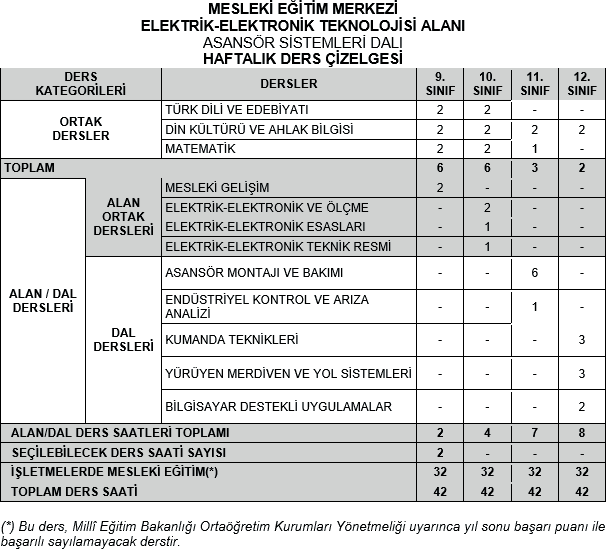 MESLEKİ EĞİTİM MERKEZİ
ELEKTRİK-ELEKTRONİK TEKNOLOJİSİ ALANI
ASANSÖR SİSTEMLERİ DALI
HAFTALIK DERS ÇİZELGESİ
DERS KATEGORİLERİ DERSLER 9. SINIF 10. SINIF 11. SINIF 12. SINIF
ORTAK DERSLER
TÜRK DİLİ VE EDEBİYATI 2 2 - -
DİN KÜLTÜRÜ VE AHLAK BİLGİSİ 2 2 2 2
MATEMATİK 2 2 1 -
TOPLAM 6 6 3 2
ALAN / DAL DERSLERİ
ALAN ORTAK DERSLERİ
MESLEKİ GELİŞİM 2 - - -
ELEKTRİK-ELEKTRONİK VE ÖLÇME - 2 - -
ELEKTRİK-ELEKTRONİK ESASLARI - 1 - -
ELEKTRİK-ELEKTRONİK TEKNİK RESMİ - 1 - -
DAL DERSLERİ
ASANSÖR MONTAJI VE BAKIMI - - 6 -
ENDÜSTRİYEL KONTROL VE ARIZA ANALİZİ - - 1 -
KUMANDA TEKNİKLERİ - - - 3
YÜRÜYEN MERDİVEN VE YOL SİSTEMLERİ - - - 3
BİLGİSAYAR DESTEKLİ UYGULAMALAR - - - 2
ALAN/DAL DERS SAATLERİ TOPLAMI 2 4 7 8
SEÇİLEBİLECEK DERS SAATİ SAYISI 2 - - -
İŞLETMELERDE MESLEKİ EĞİTİM(*) 32 32 32 32
TOPLAM DERS SAATİ 42 42 42 42
(*) Bu ders, Millî Eğitim Bakanlığı Ortaöğretim Kurumları Yönetmeliği uyarınca yıl sonu başarı puanı ile
başarılı sayılamayacak derstir.